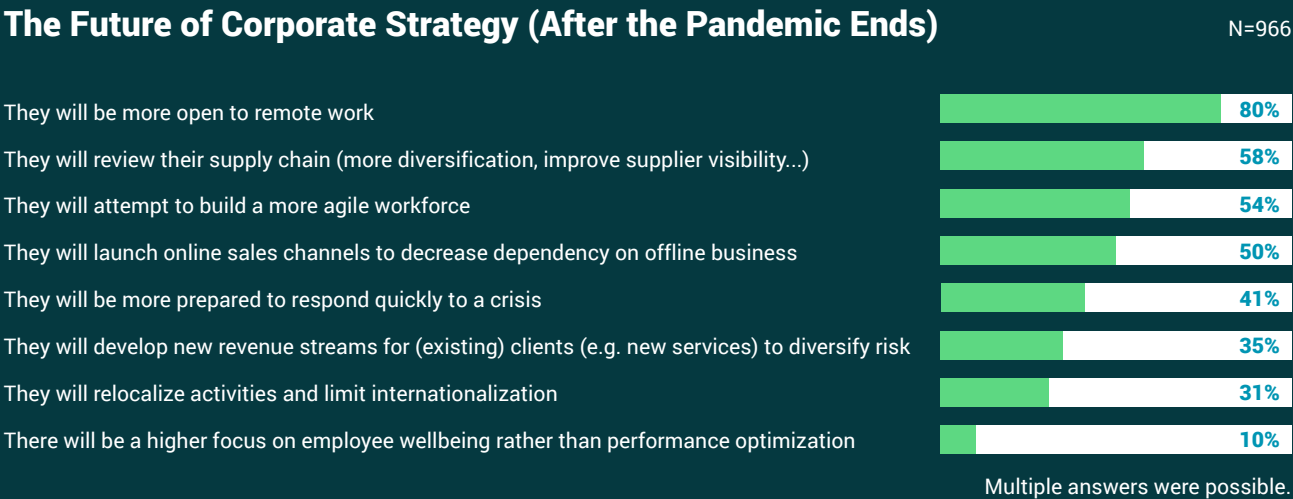 The Future of Corporate Strategy (After the Pandemic Ends) N=966
They will be more open to remote work 80%
They will review their supply chain (more diversification, improve supplier visibility...) 58%
They will attempt to build a more agile workforce 54%
They will launch online sales channels to decrease dependency on offline business 50%
They will be more prepared to respond quickly to a crisis 41%
They will develop new revenue streams for (existing) clients (e.g. new services) to diversify risk 35%
They will relocalize activities and limit internationalization 31%
There will be a higher focus on employee wellbeing rather than performance optimization 10%
Multiple answers were possible.